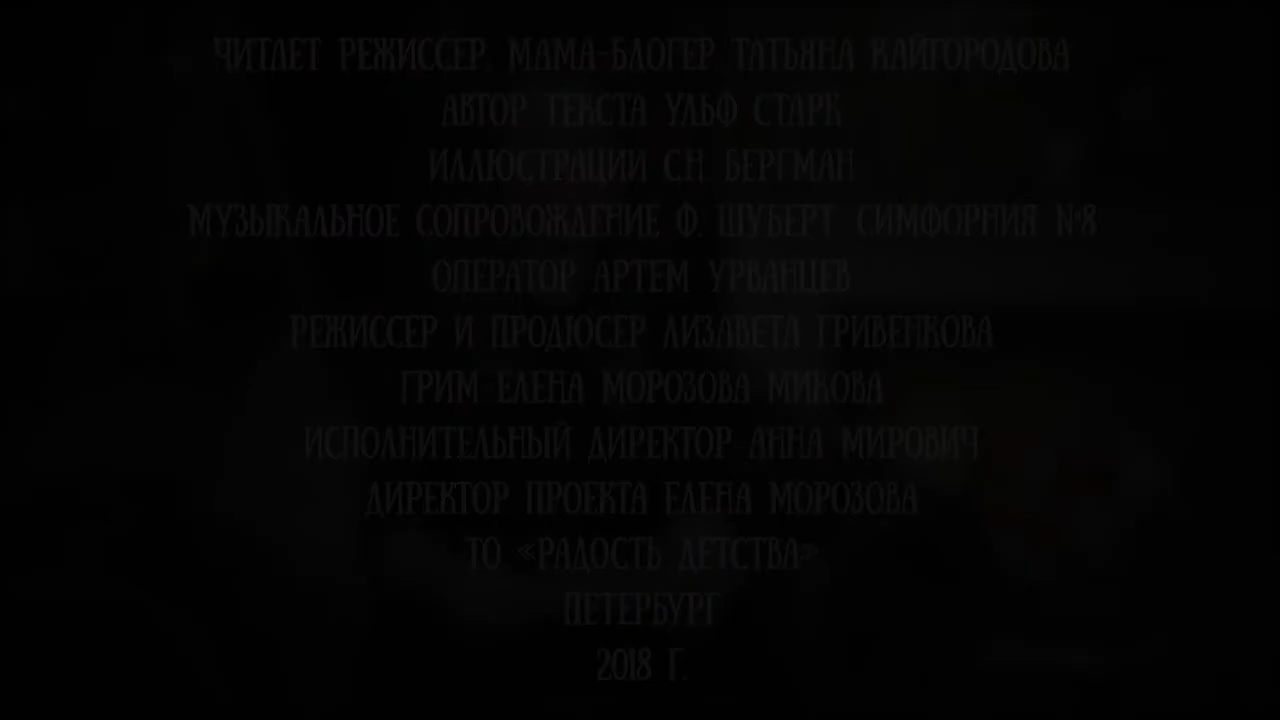 ЧИТАЕТ РЕЖИССЕР, МАМА-БЛОГЕР, ТАТЬЯНА КАЙГОРОДОВА
АВТОР ТЕКСТА УЛЬФ СТАРК
ИЛЛЮСТРАЦИИ С.Н. БЕРГМАН
МУЗЫКАЛЬНОЕ СОПРОВОЖДЕНИЕ Ф. ШУБЕРТ СИМФОРНИЯ №8
ОПЕРАТОР АРТЕМ УРВАНЦЕВ
РЕЖИССЕР И ПРОДЮСЕР ЛИЗАВЕТА ГРИВЕНКОВА
ГРИМ ЕЛЕНА МОРОЗОВА МИКОВА
ИСПОЛНИТЕЛЬНЫЙ ДИРЕКТОР АННА МИРОВИЧ
ДИРЕКТОР ПРОЕКТА ЕЛЕНА МОРОЗОВА
ТО «РАДОСТЬ ДЕТСТВА»
ПЕТЕРБУРГ
2018 Г.